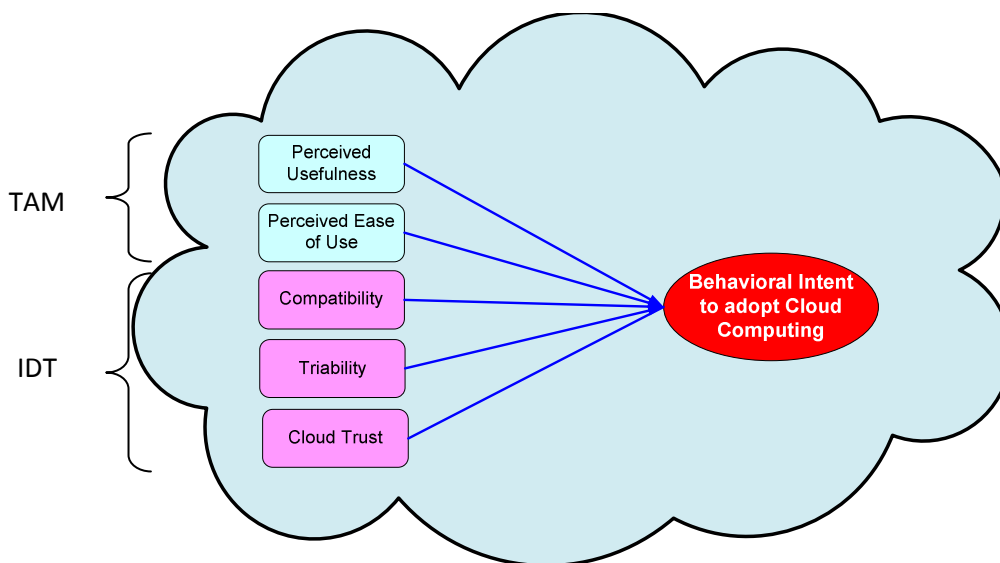 TAM
Perceived
Usefulness
Perceived Ease
of Use
IDT
Compatibility
Triability
Cloud Trust
Behavioral Intent
to adopt Cloud
Computing